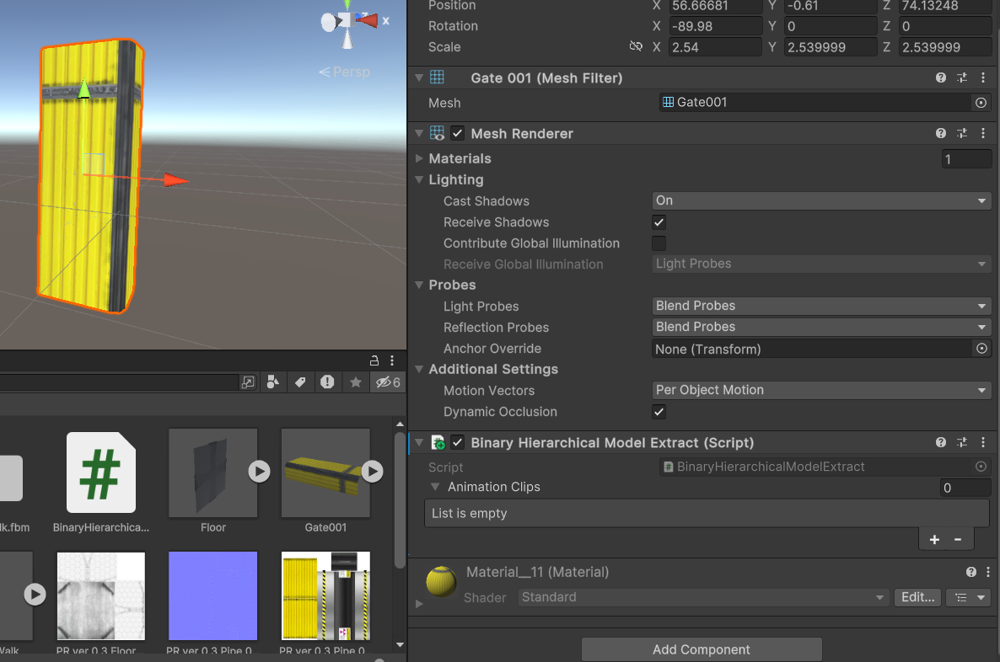 Position X 56.66681 Y -0.61 Z 74.13248
Rotation X -89.98 Y 0 Z 0
Scale X 2.54 Y 2.539999 Z 2.539999
x
Persp
Gate 001 (Mesh Filter)
Mesh Gate001
Mesh Renderer
Materials 1
Lighting
Cast Shadows On
Receive Shadows
Contribute Global Illumination
Receive Global Illumination Light Probes
Probes
Light Probes Blend Probes
Reflection Probes Blend Probes
Anchor Override None (Transform)
Additional Settings
Motion Vectors Per Object Motion
Dynamic Occlusion
6
lk.fbm
BinaryHierarchica...
Floor
Gate001
Walk
PR ver 0.3 Floor...
PR ver 0.3 Pipe 0...
PR ver 0.3 Pipe 0...
Binary Hierarchical Model Extract (Script)
Script BinaryHierarchicalModelExtract
Animation Clips 0
List is empty
+ -
Material__11 (Material)
Shader Standard Edit...
Add Component